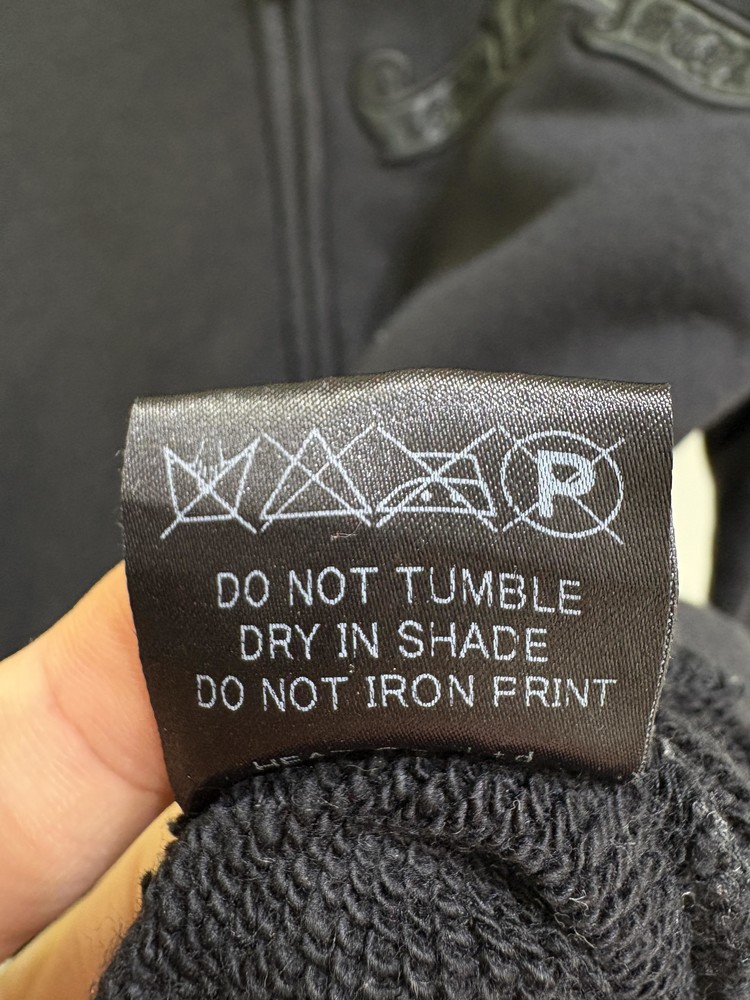 P
DO NOT TUMBLE
DRY IN SHADE
DO NOT IRON PRINT